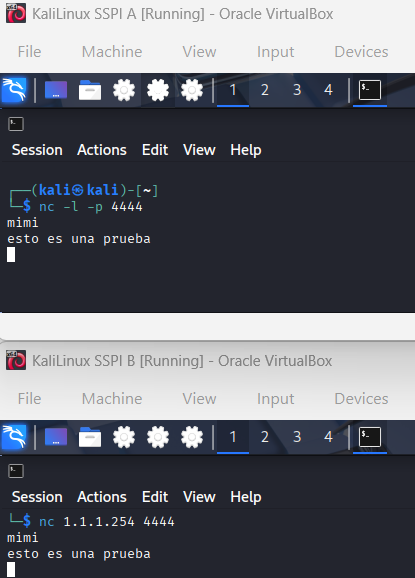 KaliLinux SSPI A [Running] - Oracle VirtualBox
File Machine View Input Devices
1 2 3 4
Session Actions Edit View Help
┌──(kali㉿kali)-[~]
└─$ nc -l -p 4444
mimi
esto es una prueba
KaliLinux SSPI B [Running] - Oracle VirtualBox
File Machine View Input Devices
1 2 3 4
Session Actions Edit View Help
└─$ nc 1.1.1.254 4444
mimi
esto es una prueba